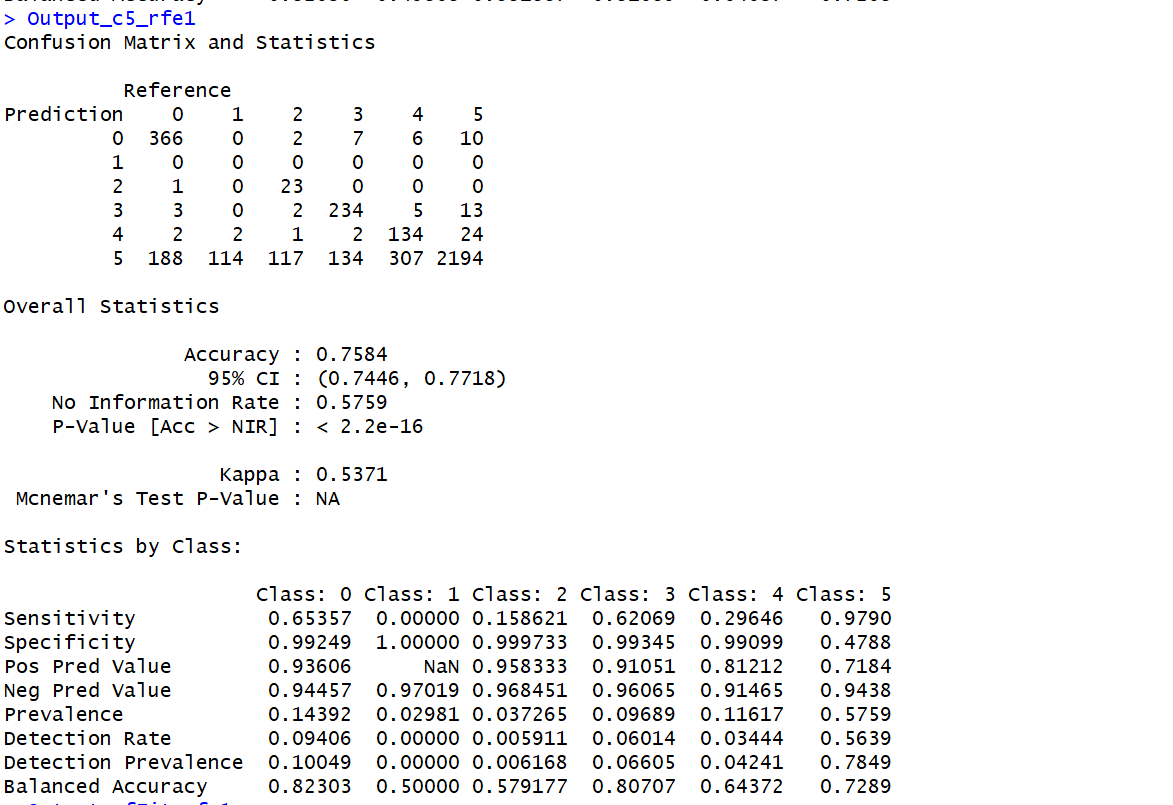 > Output_c5_rfe1
Confusion Matrix and Statistics
Reference
Prediction 0 1 2 3 4 5
0 366 0 2 7 6 10
1 0 0 0 0 0 0
2 1 0 23 0 0 0
3 3 0 2 234 5 13
4 2 2 1 2 134 24
5 188 114 117 134 307 2194
Overall Statistics
Accuracy : 0.7584
95% CI : (0.7446, 0.7718)
No Information Rate : 0.5759
P-Value [Acc > NIR] : < 2.2e-16
Kappa : 0.5371
Mcnemar's Test P-Value : NA
Statistics by Class:
Class: 0 Class: 1 Class: 2 Class: 3 Class: 4 Class: 5
Sensitivity 0.65357 0.00000 0.158621 0.62069 0.29646 0.9790
Specificity 0.99249 1.00000 0.999733 0.99345 0.99099 0.4788
Pos Pred Value 0.93606 NaN 0.958333 0.91051 0.81212 0.7184
Neg Pred Value 0.94457 0.97019 0.968451 0.96065 0.91465 0.9438
Prevalence 0.14392 0.02981 0.037265 0.09689 0.11617 0.5759
Detection Rate 0.09406 0.00000 0.005911 0.06014 0.03444 0.5639
Detection Prevalence 0.10049 0.00000 0.006168 0.06605 0.04241 0.7849
Balanced Accuracy 0.82303 0.50000 0.579177 0.80707 0.64372 0.7289